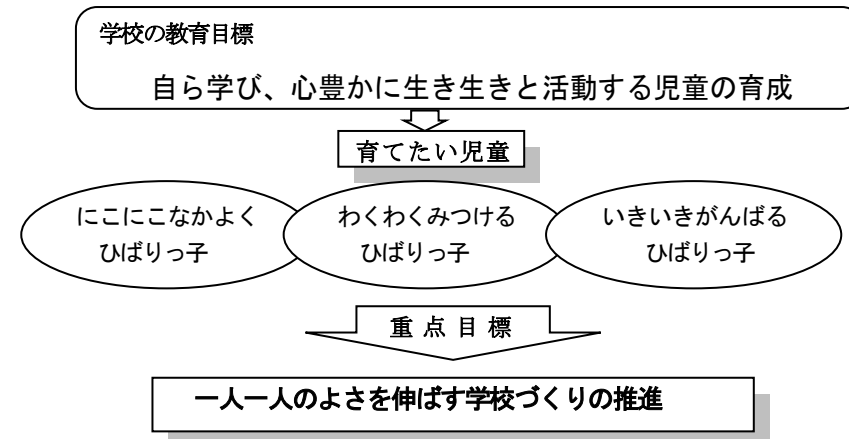 学校の教育目標
自ら学び、心豊かに生き生きと活動する児童の育成
育てたい児童
にこにこなかよく
ひばりっ子
わくわくみつける
ひばりっ子
いきいきがんばる
ひばりっ子
重点目標
一人一人のよさを伸ばす学校づくりの推進